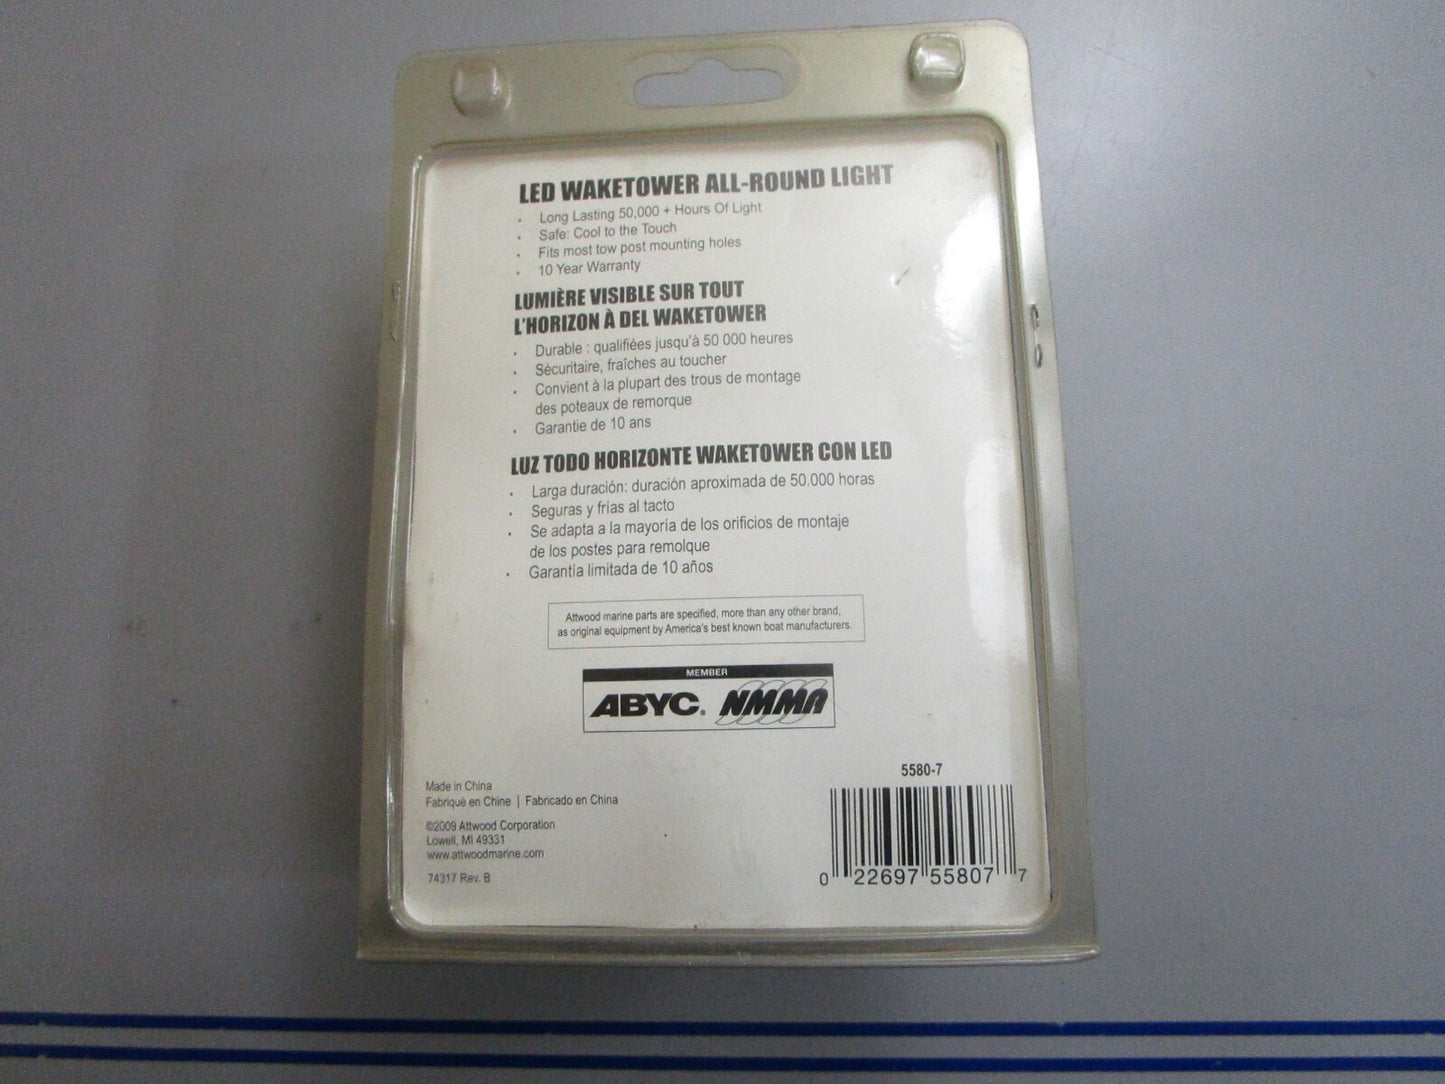 LED WAKETOWER ALL-ROUND LIGHT
· Long Lasting 50,000 + Hours Of Light
· Safe: Cool to the Touch
· Fits most tow post mounting holes
· 10 Year Warranty
LUMIÈRE VISIBLE SUR TOUT
L'HORIZON À DEL WAKETOWER
· Durable : qualifiées jusqu'à 50 000 heures
· Sécuritaire, fraîches au toucher
· Convient à la plupart des trous de montage
des poteaux de remorque
· Garantie de 10 ans
LUZ TODO HORIZONTE WAKETOWER CON LED
· Larga duración: duración aproximada de 50.000 horas
· Seguras y frías al tacto
· Se adapta a la mayoría de los orificios de montaje
de los postes para remolque
· Garantía limitada de 10 años
Attwood marine parts are specified, more than any other brand,
as original equipment by America's best known boat manufacturers.
MEMBER
ABYC. NMMA
5580-7
Made in China
Fabriqué en Chine | Fabricado en China
©2009 Attwood Corporation
Lowell, MI 49331
www.attwoodmarine.com
74317 Rev. B
0 22697 55807 7